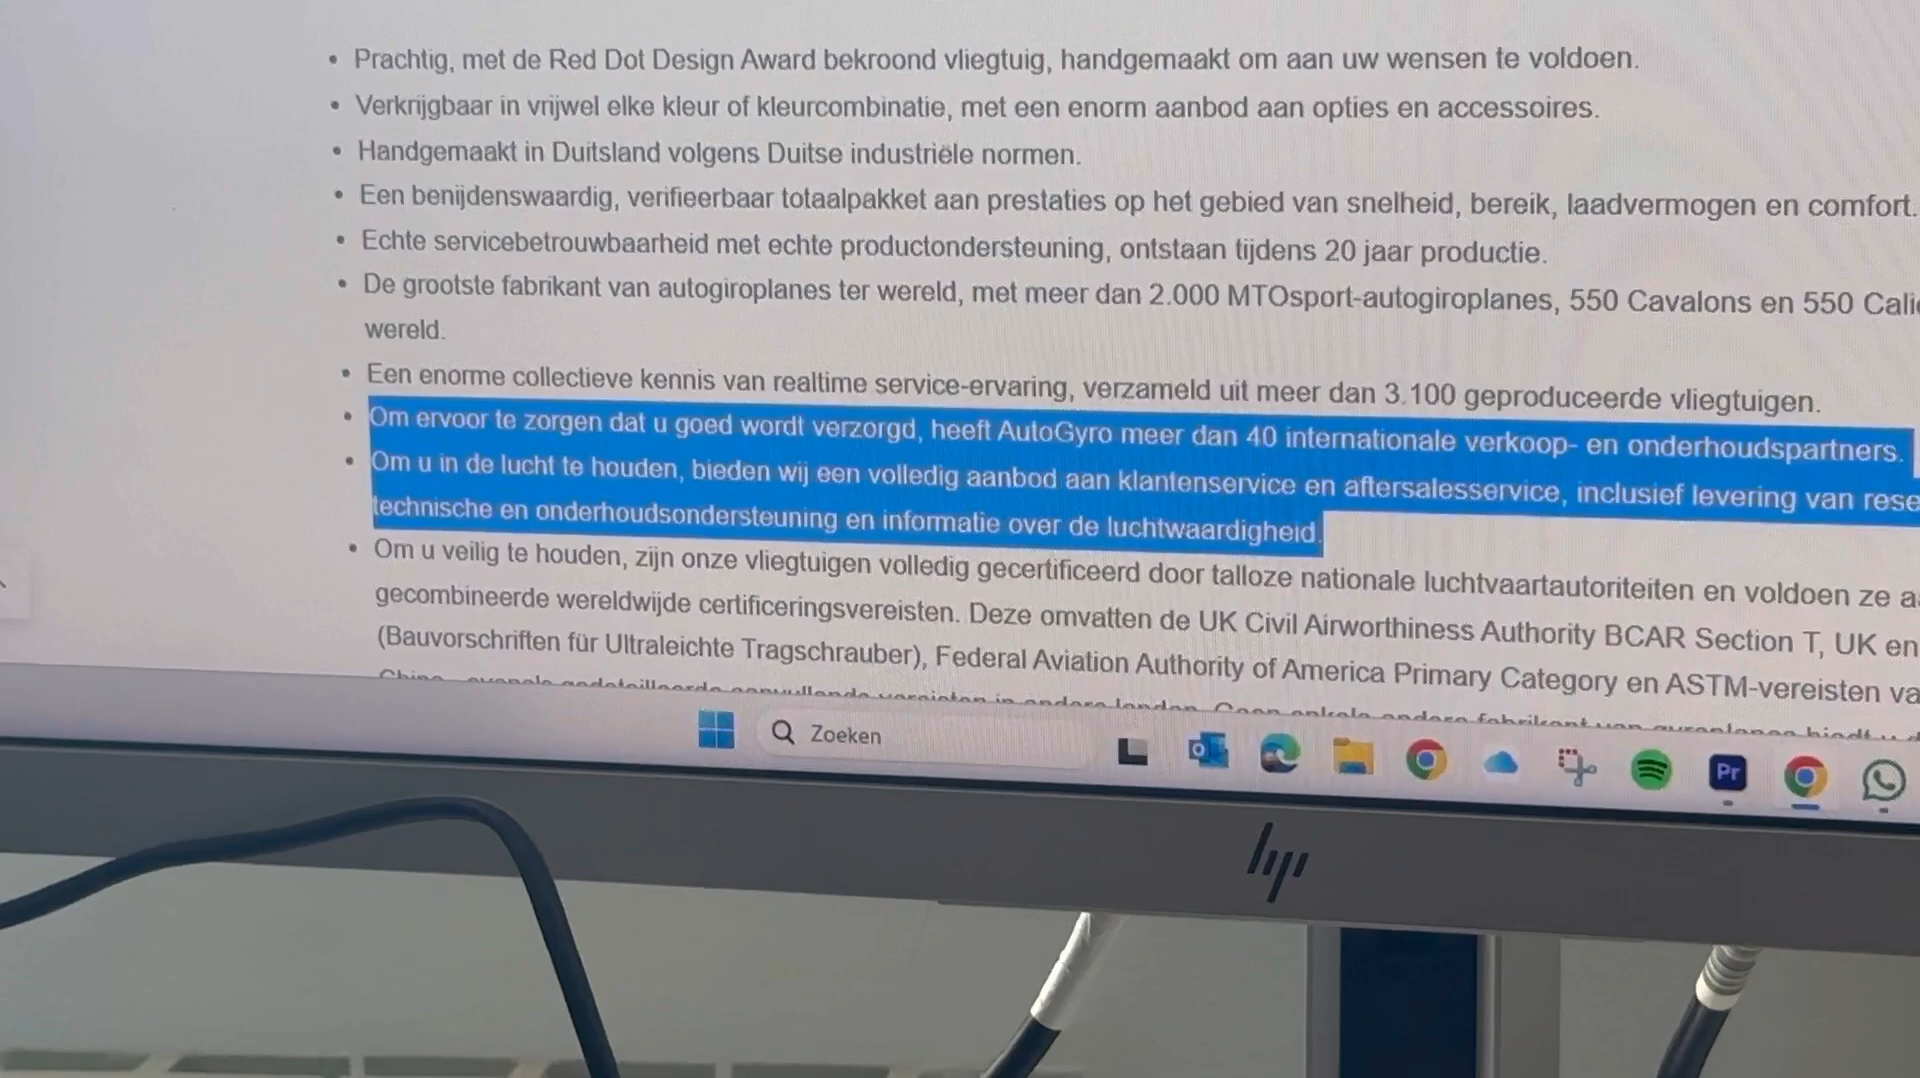 Prachtig, met de Red Dot Design Award bekroond vliegtuig, handgemaakt om aan uw wensen te voldoen.
Verkrijgbaar in vrijwel elke kleur of kleurcombinatie, met een enorm aanbod aan opties en accessoires.
Handgemaakt in Duitsland volgens Duitse industriële normen.
Een benijdenswaardig, verifieerbaar totaalpakket aan prestaties op het gebied van snelheid, bereik, laadvermogen en comfort.
Echte servicebetrouwbaarheid met echte productondersteuning, ontstaan tijdens 20 jaar productie.
De grootste fabrikant van autogiroplanes ter wereld, met meer dan 2.000 MTOsport-autogiroplanes, 550 Cavalons en 550
wereld.
Een enorme collectieve kennis van realtime service-ervaring, verzameld uit meer dan 3.100 geproduceerde vliegtuigen.
Om ervoor te zorgen dat u goed wordt verzorgd, heeft AutoGyro meer dan 40 internationale verkoop- en onderhoudspartners.
Om u in de lucht te houden, bieden wij een volledig aanbod aan klantenservice en aftersalesservice, inclusief levering van
technische en onderhoudsondersteuning en informatie over de luchtwaardigheid.
Om u veilig te houden, zijn onze vliegtuigen volledig gecertificeerd door talloze nationale luchtvaartautoriteiten en voldoen ze
gecombineerde wereldwijde certificeringsvereisten. Deze omvatten de UK Civil Airworthiness Authority BCAR Section T, UK en
(Bauvorschriften für Ultraleichte Tragschrauber), Federal Aviation Authority of America Primary Category en ASTM-vereisten
Zoeken
Pr
hp